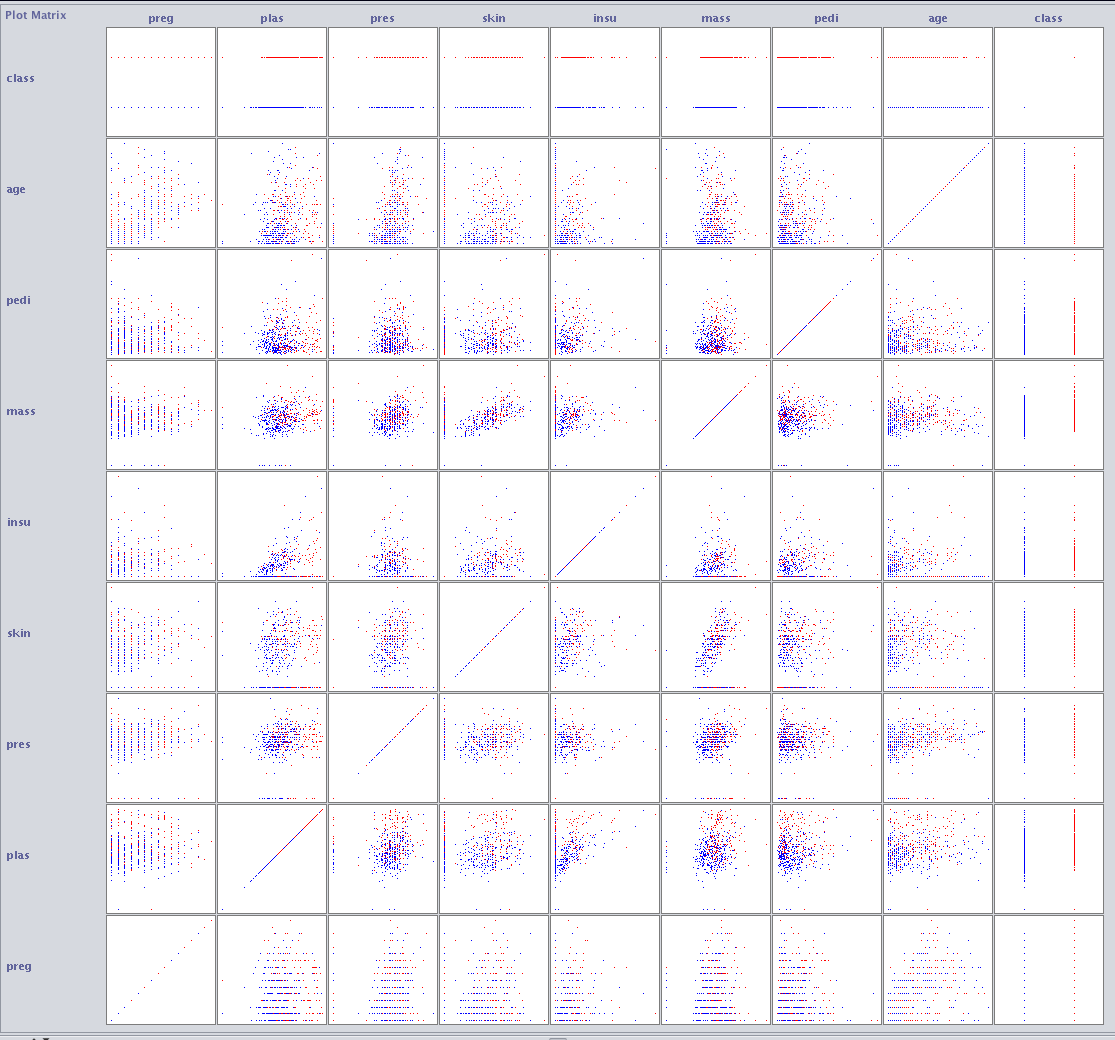 Plot Matrix preg plas pres skin insu mass pedi age class
class
age
pedi
mass
insu
skin
pres
plas
preg